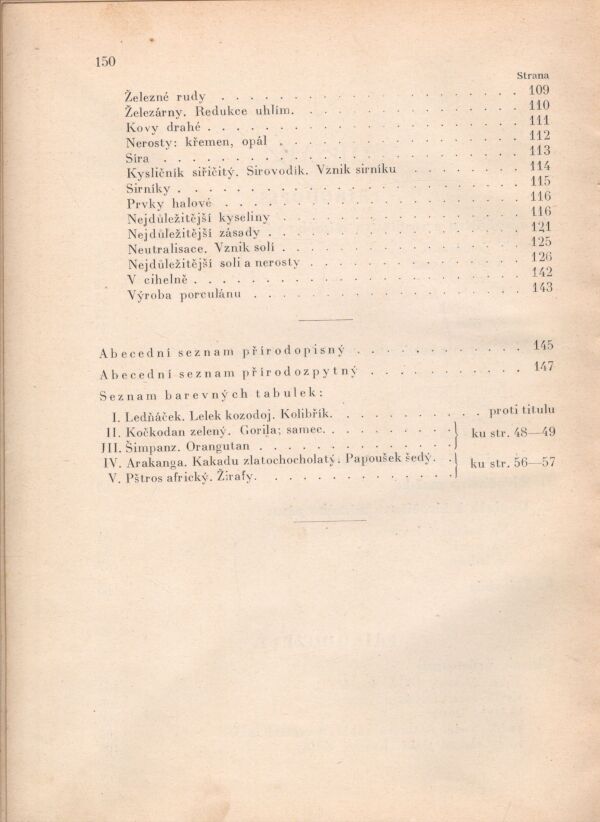 150
Strana
Železné rudy . . . . . . . . . . . . . . . . . . . 109
Železárny. Redukce uhlím. . . . . . . . . . . . . . . 110
Kovy drahé . . . . . . . . . . . . . . . . . . . . 111
Nerosty: křemen, opál . . . . . . . . . . . . . . . . 112
Síra . . . . . . . . . . . . . . . . . . . . . . . 113
Kysličník siřičitý. Sirovodík. Vznik sirníku . . . . . . . . 114
Sirníky . . . . . . . . . . . . . . . . . . . . . . 115
Prvky halové . . . . . . . . . . . . . . . . . . . 116
Nejdůležitější kyseliny . . . . . . . . . . . . . . . . 116
Nejdůležitější zásady . . . . . . . . . . . . . . . . . 121
Neutralisace. Vznik solí . . . . . . . . . . . . . . . . 125
Nejdůležitější soli a nerosty . . . . . . . . . . . . . . 126
V cihelně . . . . . . . . . . . . . . . . . . . . . 142
Výroba porculánu . . . . . . . . . . . . . . . . . . 143
Abecední seznam přírodopisný . . . . . . . . . . . 145
Abecední seznam přírodozpytný . . . . . . . . . . 147
Seznam barevných tabulek:
I. Ledňáček. Lelek kozodoj. Kolibřík. . . . . . . . . . . proti titulu
II. Kočkodan zelený. Gorila; samec. . . . . . . . . . } ku str. 48—49
III. Šimpanz. Orangutan . . . . . . . . . . . . . .
IV. Arakanga. Kakadu zlatochocholatý. Papoušek šedý. . } ku str. 56—57
V. Pštros africký. Žirafy. . . . . . . . . . . . . . .